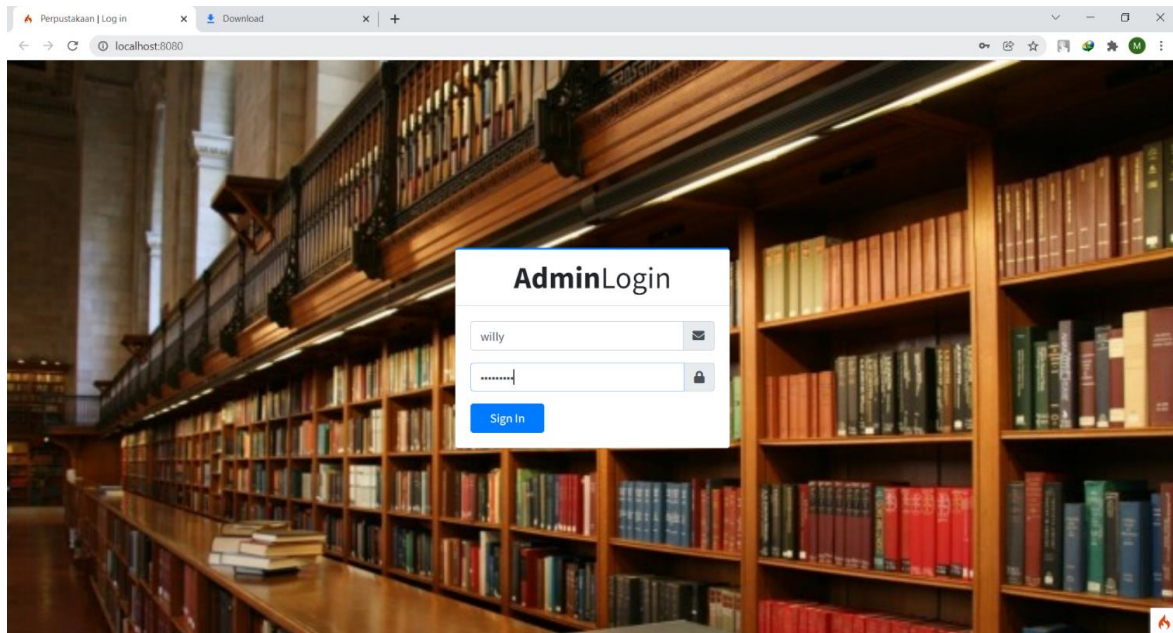 Perpustakaan | Log in
Download
localhost:8080
M
AdminLogin
willy
•••••••••
Sign In